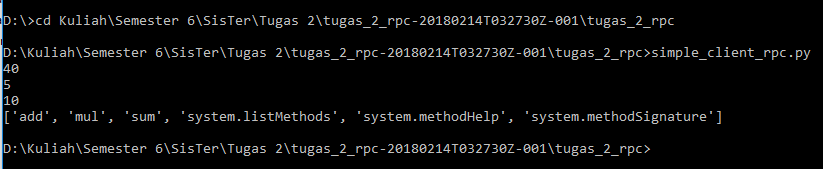 D:\>cd Kuliah\Semester 6\SisTer\Tugas 2\tugas_2_rpc-20180214T032730Z-001\tugas_2_rpc
D:\Kuliah\Semester 6\SisTer\Tugas 2\tugas_2_rpc-20180214T032730Z-001\tugas_2_rpc>simple_client_rpc.py
40
5
10
['add', 'mul', 'sum', 'system.listMethods', 'system.methodHelp', 'system.methodSignature']
D:\Kuliah\Semester 6\SisTer\Tugas 2\tugas_2_rpc-20180214T032730Z-001\tugas_2_rpc>